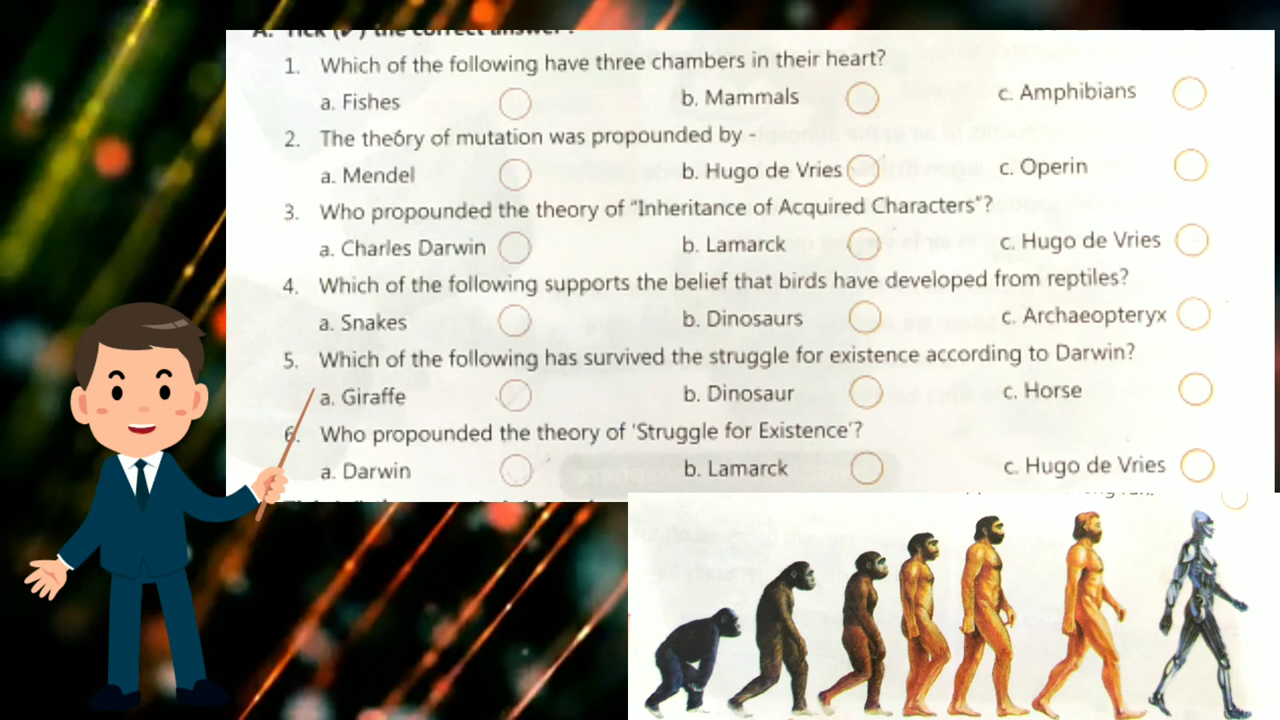 A. Tick (✔) the correct answer :
1. Which of the following have three chambers in their heart?
a. Fishes b. Mammals c. Amphibians
2. The theory of mutation was propounded by -
a. Mendel b. Hugo de Vries c. Operin
3. Who propounded the theory of “Inheritance of Acquired Characters”?
a. Charles Darwin b. Lamarck c. Hugo de Vries
4. Which of the following supports the belief that birds have developed from reptiles?
a. Snakes b. Dinosaurs c. Archaeopteryx
5. Which of the following has survived the struggle for existence according to Darwin?
a. Giraffe b. Dinosaur c. Horse
6. Who propounded the theory of ‘Struggle for Existence’?
a. Darwin b. Lamarck c. Hugo de Vries